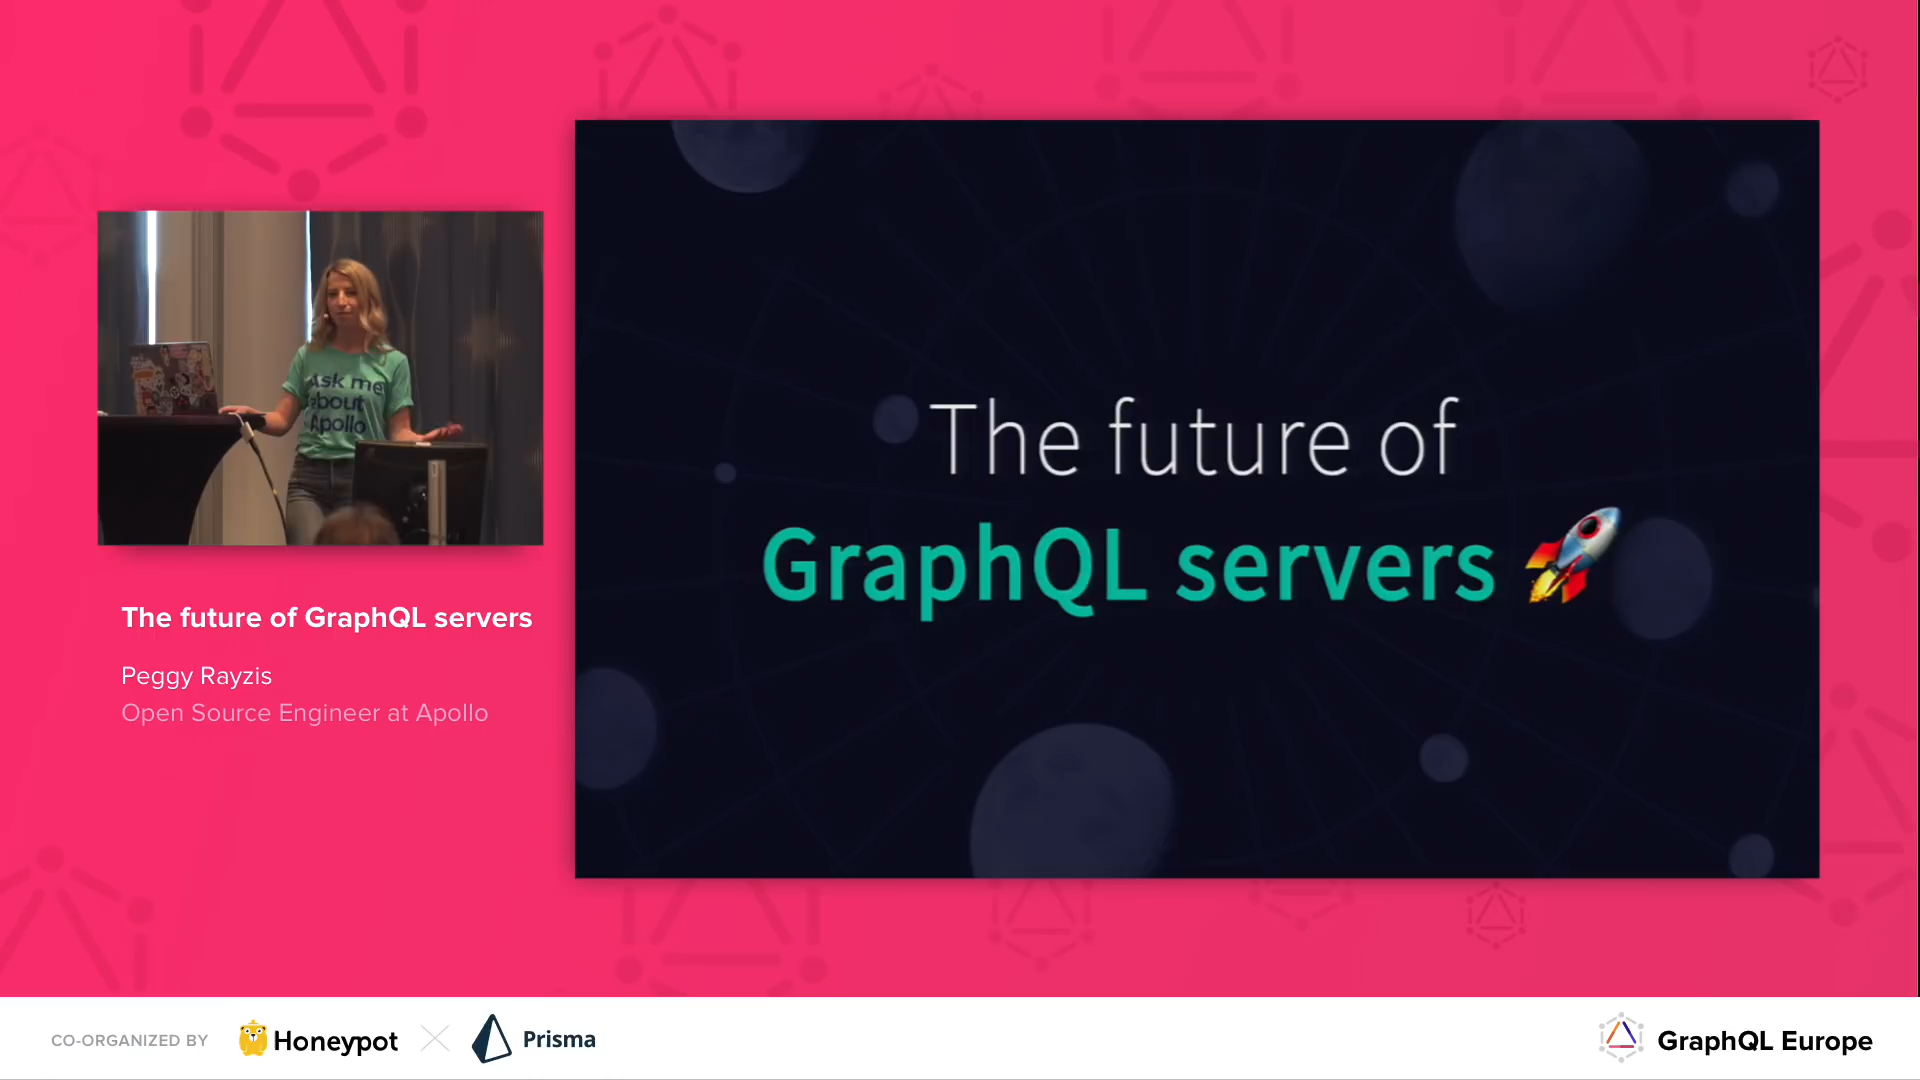 Ask me
about
Apollo
The future of
GraphQL servers
The future of GraphQL servers
Peggy Rayzis
Open Source Engineer at Apollo
CO-ORGANIZED BY
Honeypot
Prisma
GraphQL Europe